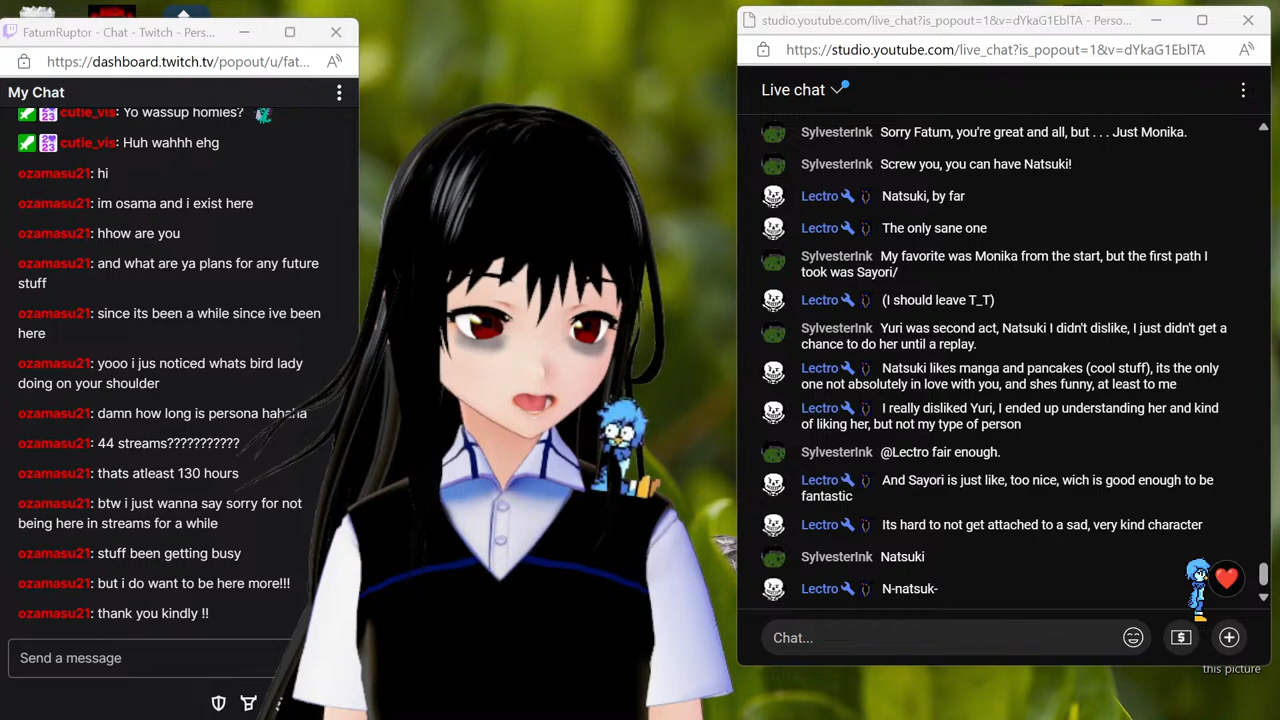 FatumRuptor - Chat - Twitch - Pers...
https://dashboard.twitch.tv/popout/u/fat...
My Chat
cutie_vis: Yo wassup homies?
cutie_vis: Huh wahhh ehg
ozamasu21: hi
ozamasu21: im osama and i exist here
ozamasu21: hhow are you
ozamasu21: and what are ya plans for any future
stuff
ozamasu21: since its been a while since ive been
here
ozamasu21: yooo i jus noticed whats bird lady
doing on your shoulder
ozamasu21: damn how long is persona hahaha
ozamasu21: 44 streams???????????
ozamasu21: thats atleast 130 hours
ozamasu21: btw i just wanna say sorry for not
being here in streams for a while
ozamasu21: stuff been getting busy
ozamasu21: but i do want to be here more!!!
ozamasu21: thank you kindly !!
Send a message
studio.youtube.com/live_chat?is_popout=1&v=dYkaG1EblTA - Perso...
https://studio.youtube.com/live_chat?is_popout=1&v=dYkaG1EblTA
Live chat
SylvesterInk Sorry Fatum, you're great and all, but . . . Just Monika.
SylvesterInk Screw you, you can have Natsuki!
Lectro Natsuki, by far
Lectro The only sane one
SylvesterInk My favorite was Monika from the start, but the first path I
took was Sayori/
Lectro (I should leave T_T)
SylvesterInk Yuri was second act, Natsuki I didn't dislike, I just didn't get a
chance to do her until a replay.
Lectro Natsuki likes manga and pancakes (cool stuff), its the only
one not absolutely in love with you, and shes funny, at least to me
Lectro I really disliked Yuri, I ended up understanding her and kind
of liking her, but not my type of person
SylvesterInk @Lectro fair enough.
Lectro And Sayori is just like, too nice, wich is good enough to be
fantastic
Lectro Its hard to not get attached to a sad, very kind character
SylvesterInk Natsuki
Lectro N-natsuk-
Chat...
this picture